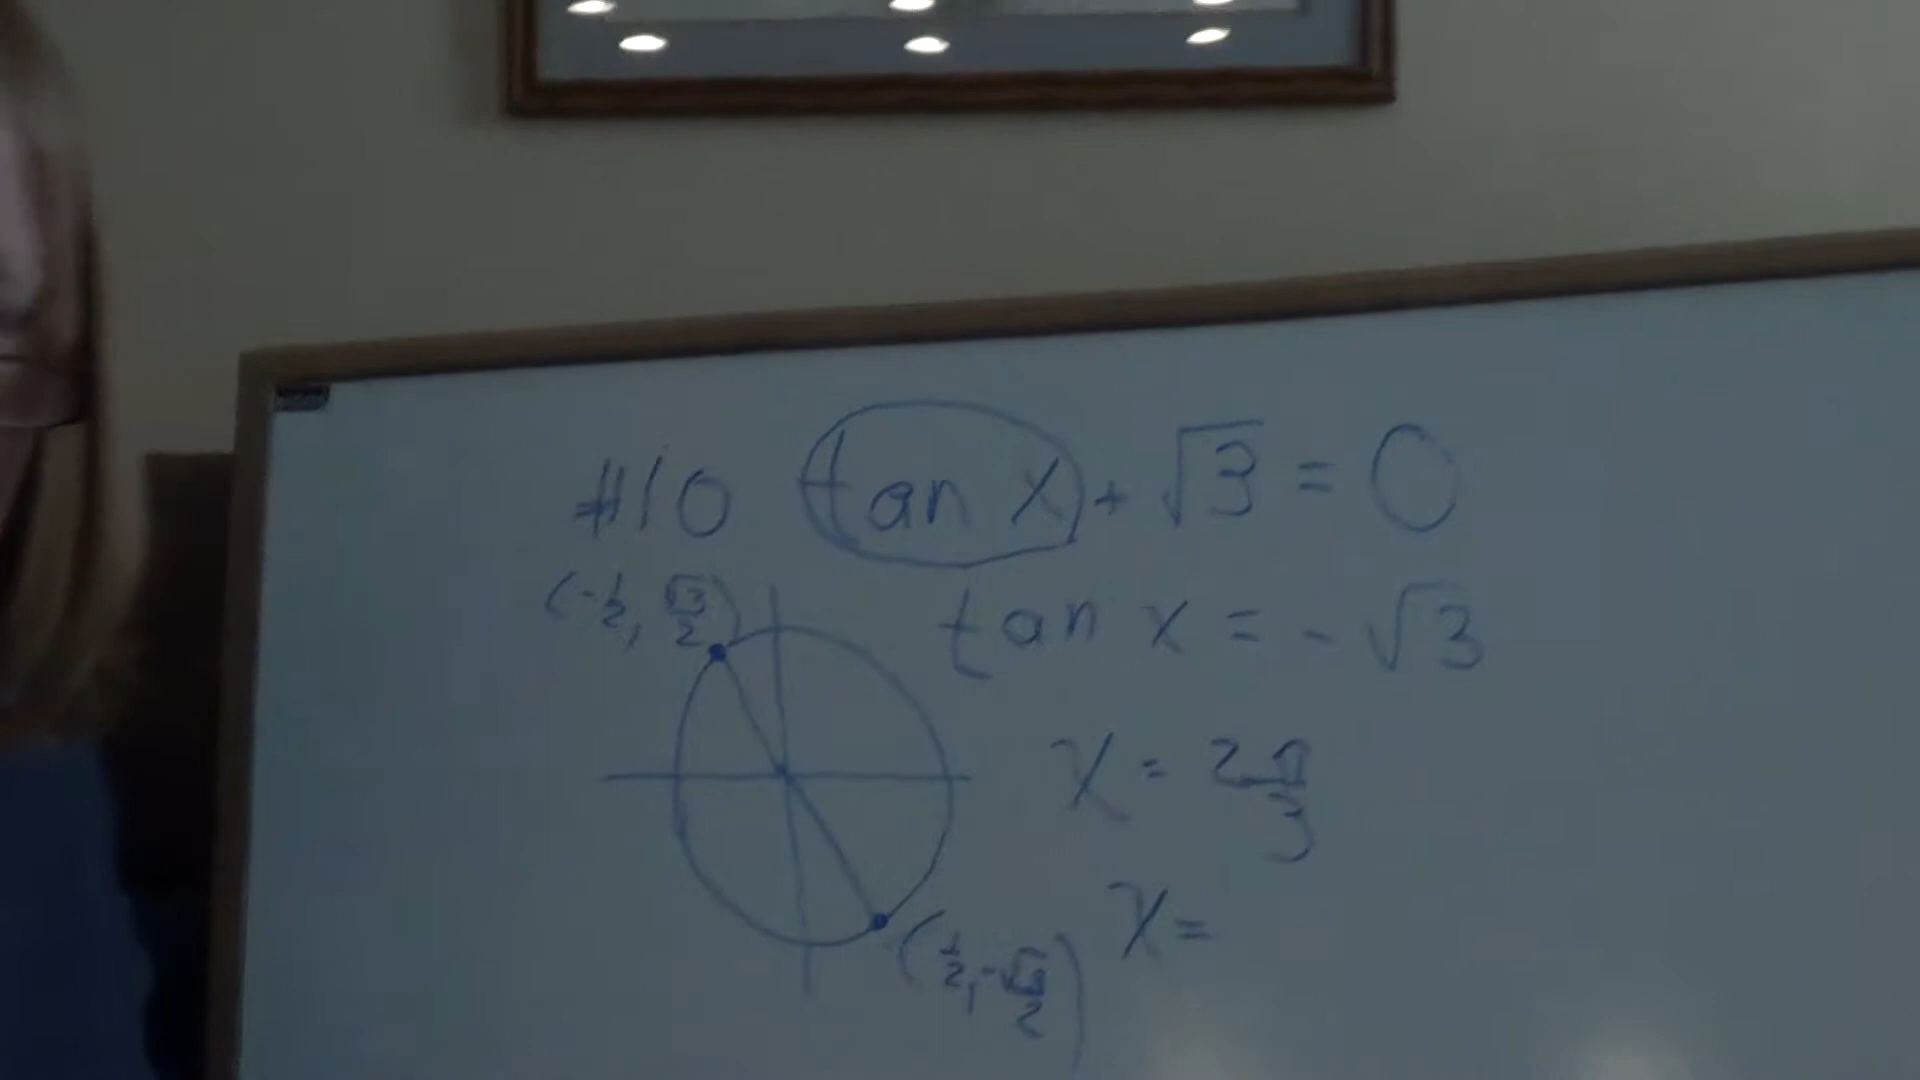 #10 tan x + √3 = 0
(-1/2, √3/2)
tan x = -√3
x = 2π/3
x =
(1/2, -√3/2)